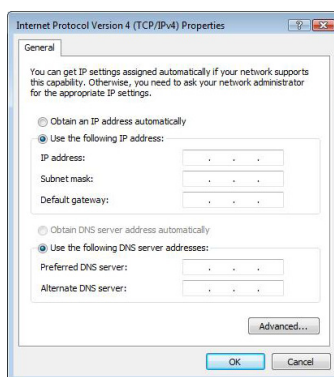 Internet Protocol Version 4 (TCP/IPv4) Properties
General
You can get IP settings assigned automatically if your network supports
this capability. Otherwise, you need to ask your network administrator
for the appropriate IP settings.
Obtain an IP address automatically
Use the following IP address:
IP address: . . .
Subnet mask: . . .
Default gateway: . . .
Obtain DNS server address automatically
Use the following DNS server addresses:
Preferred DNS server: . . .
Alternate DNS server: . . .
Advanced...
OK Cancel